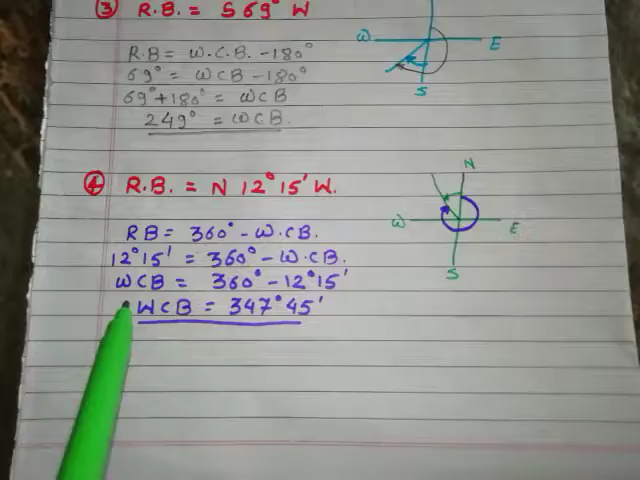 ③ R.B. = S 69° W
W
E
S
R.B = W.C.B. - 180°
69° = WCB - 180°
69° + 180° = WCB
249° = WCB.
④ R.B. = N 12° 15' W.
N
W
E
S
RB = 360° - W.CB.
12° 15' = 360° - W.CB.
WCB = 360° - 12° 15'
WCB = 347° 45'